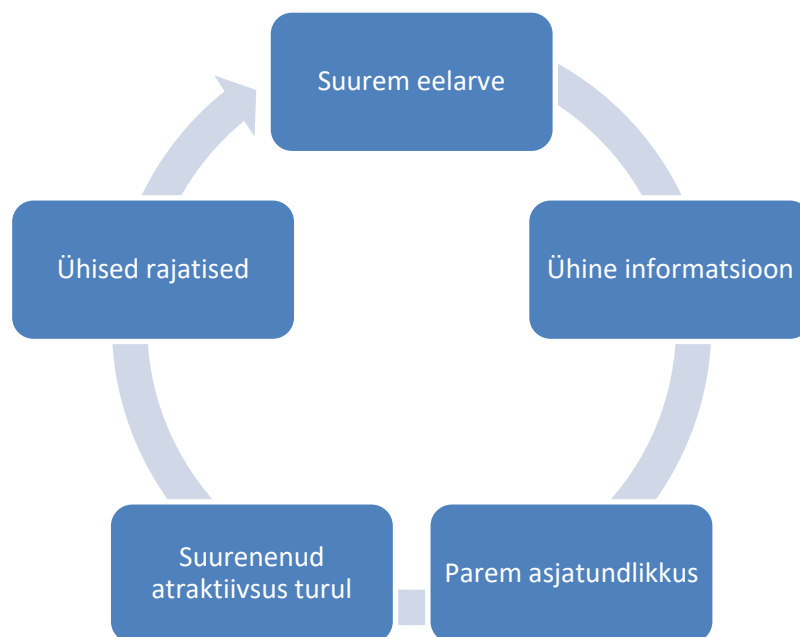 Suurem eelarve
Ühine informatsioon
Parem asjatundlikkus
Suurenenud
atraktiivsus turul
Ühised rajatised